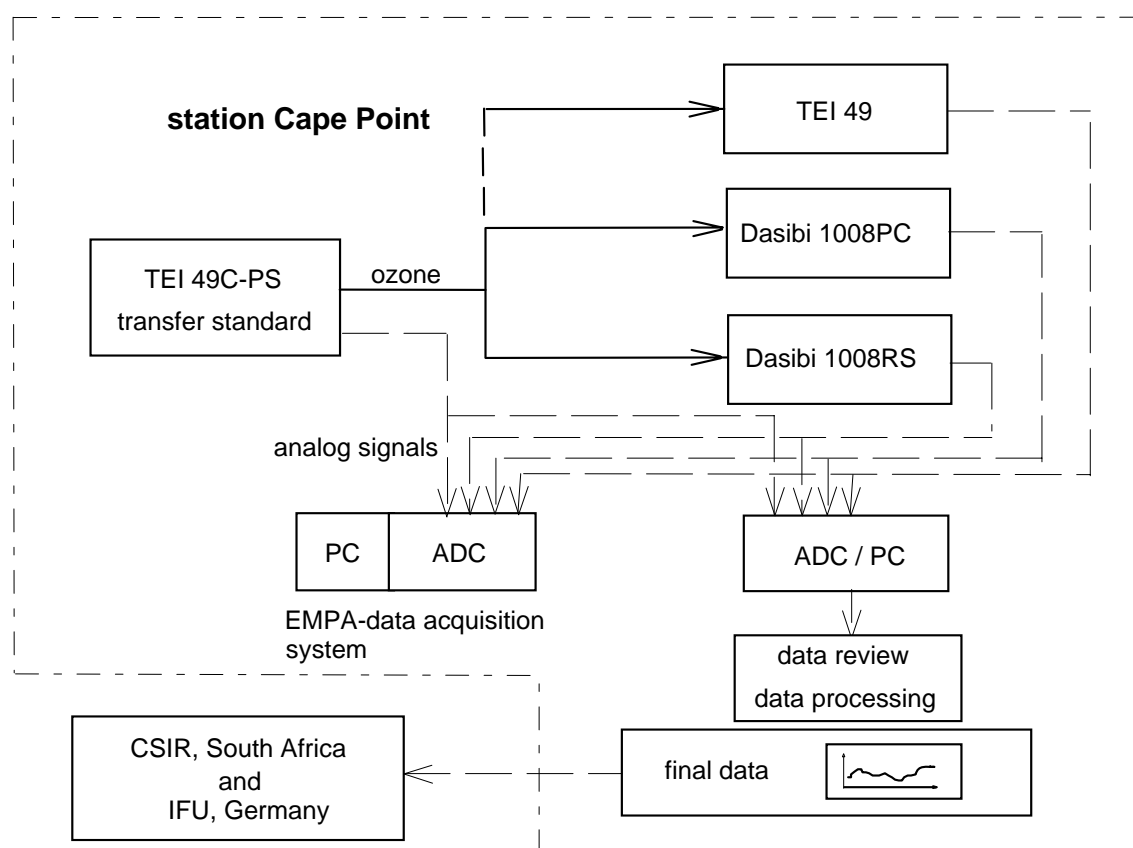 station Cape Point
TEI 49
Dasibi 1008PC
TEI 49C-PS
transfer standard
ozone
Dasibi 1008RS
analog signals
PC
ADC
ADC / PC
EMPA-data acquisition
system
data review
data processing
CSIR, South Africa
and
IFU, Germany
final data